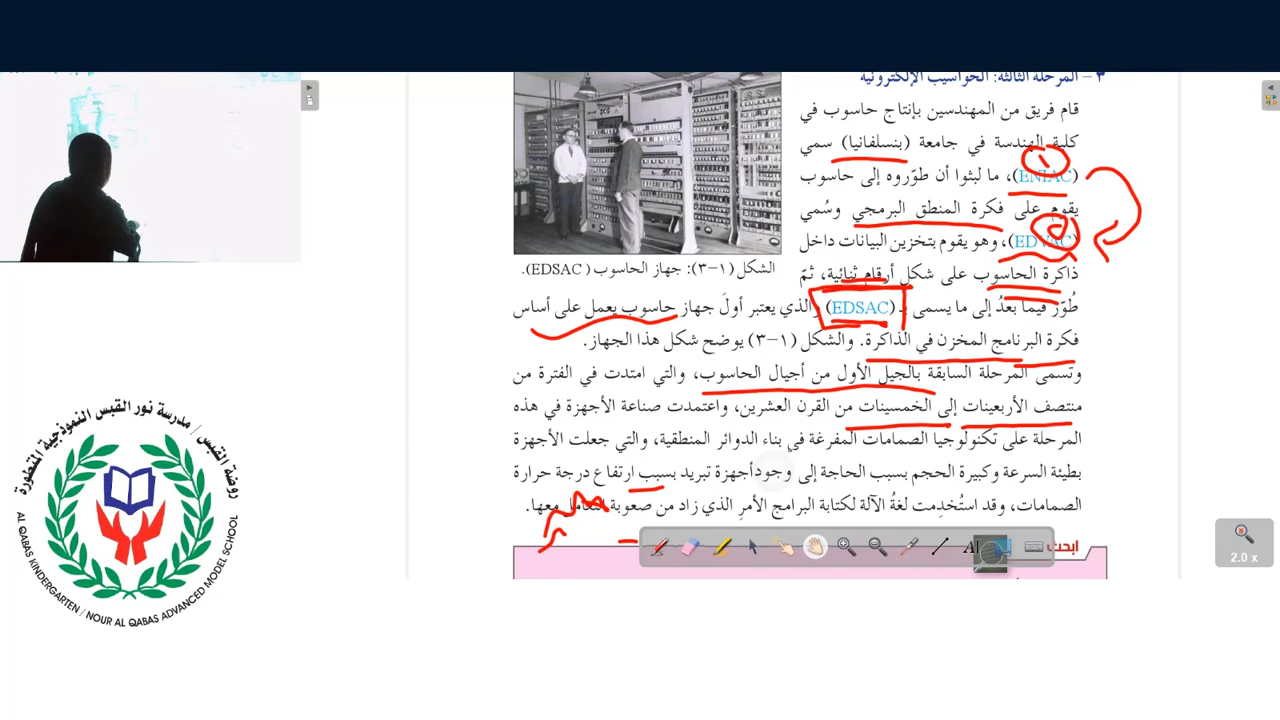 ٣ - المرحلة الثالثة: الحواسيب الإلكترونية
قام فريق من المهندسين بإنتاج حاسوب في
كلية الهندسة في جامعة (بنسلفانيا) سمي
(ENIAC)، ما لبثوا أن طوّروه إلى حاسوب
يقوم على فكرة المنطق البرمجي وسُمي
(EDVAC)، وهو يقوم بتخزين البيانات داخل
ذاكرة الحاسوب على شكل أرقام ثنائية، ثمّ
الشكل (١-٣): جهاز الحاسوب (EDSAC).
طُوّر فيما بعدُ إلى ما يسمى بـ (EDSAC) والذي يعتبر أولَ جهاز حاسوب يعمل على أساس
فكرة البرنامج المخزن في الذاكرة. والشكل (١-٣) يوضح شكل هذا الجهاز.
وتسمى المرحلة السابقة بالجيل الأول من أجيال الحاسوب، والتي امتدت في الفترة من
منتصف الأربعينات إلى الخمسينات من القرن العشرين، واعتمدت صناعة الأجهزة في هذه
المرحلة على تكنولوجيا الصمامات المفرغة في بناء الدوائر المنطقية، والتي جعلت الأجهزة
بطيئة السرعة وكبيرة الحجم بسبب الحاجة إلى وجود أجهزة تبريد بسبب ارتفاع درجة حرارة
الصمامات، وقد استُخدِمت لغةُ الآلة لكتابة البرامج الأمرِ الذي زاد من صعوبة التعامل معها.
ابحث
١
2.0 x
روضة القبس / مدرسة نور القبس النموذجية المتطورة
AL QABAS KINDERGARTEN / NOUR AL QABAS ADVANCED MODEL SCHOOL